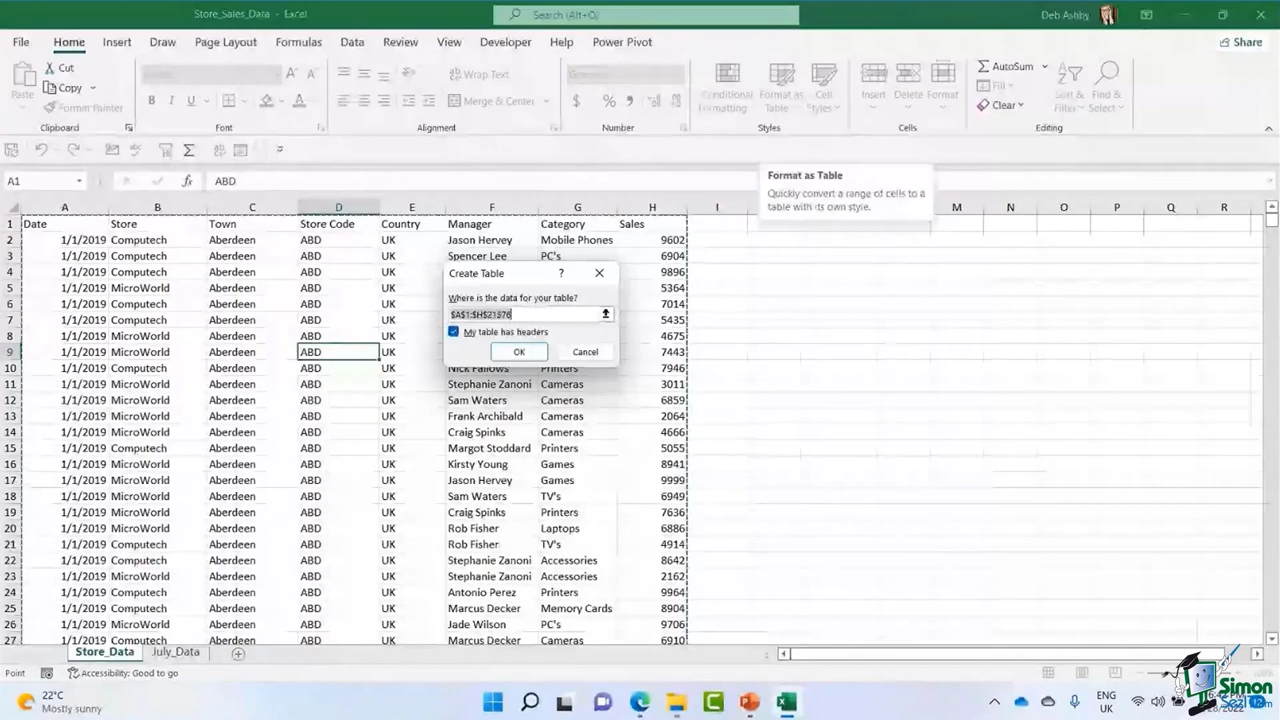 Store_Sales_Data - Excel
Search (Alt+Q)
Deb Ashby
File Home Insert Draw Page Layout Formulas Data Review View Developer Help Power Pivot
Share
Paste
Cut
Copy
Format Painter
Clipboard
B I U
Font
Wrap Text
Merge & Center
Alignment
General
$ % ,
Number
Conditional Formatting
Format as Table
Cell Styles
Styles
Insert Delete Format
Cells
AutoSum
Fill
Clear
Sort & Filter
Find & Select
Editing
A1 fx ABD
Format as Table
Quickly convert a range of cells to a
table with its own style.
A B C D E F G H I J K L M N O P Q R
1 Date Store Town Store Code Country Manager Category Sales
2 1/1/2019 Computech Aberdeen ABD UK Jason Hervey Mobile Phones 9602
3 1/1/2019 Computech Aberdeen ABD UK Spencer Lee PC's 6904
4 1/1/2019 Computech Aberdeen ABD UK 9896
5 1/1/2019 MicroWorld Aberdeen ABD UK 5364
6 1/1/2019 Computech Aberdeen ABD UK 7014
7 1/1/2019 MicroWorld Aberdeen ABD UK 5435
8 1/1/2019 MicroWorld Aberdeen ABD UK 4675
9 1/1/2019 MicroWorld Aberdeen ABD UK 7443
10 1/1/2019 Computech Aberdeen ABD UK Nick Fallows Printers 7946
11 1/1/2019 MicroWorld Aberdeen ABD UK Stephanie Zanoni Cameras 3011
12 1/1/2019 MicroWorld Aberdeen ABD UK Sam Waters Cameras 6859
13 1/1/2019 MicroWorld Aberdeen ABD UK Frank Archibald Cameras 2064
14 1/1/2019 MicroWorld Aberdeen ABD UK Craig Spinks Cameras 4666
15 1/1/2019 Computech Aberdeen ABD UK Margot Stoddard Printers 5055
16 1/1/2019 MicroWorld Aberdeen ABD UK Kirsty Young Games 8941
17 1/1/2019 MicroWorld Aberdeen ABD UK Jason Hervey Games 9999
18 1/1/2019 MicroWorld Aberdeen ABD UK Sam Waters TV's 6949
19 1/1/2019 MicroWorld Aberdeen ABD UK Craig Spinks Printers 7636
20 1/1/2019 MicroWorld Aberdeen ABD UK Rob Fisher Laptops 6886
21 1/1/2019 Computech Aberdeen ABD UK Rob Fisher TV's 4914
22 1/1/2019 Computech Aberdeen ABD UK Stephanie Zanoni Accessories 8642
23 1/1/2019 MicroWorld Aberdeen ABD UK Stephanie Zanoni Accessories 2162
24 1/1/2019 Computech Aberdeen ABD UK Antonio Perez Printers 9964
25 1/1/2019 Computech Aberdeen ABD UK Marcus Decker Memory Cards 8904
26 1/1/2019 MicroWorld Aberdeen ABD UK Jade Wilson PC's 9706
27 1/1/2019 Computech Aberdeen ABD UK Marcus Decker Cameras 6910
Create Table ?
Where is the data for your table?
$A$1:$H$21576
My table has headers
OK Cancel
Store_Data July_Data
Point Accessibility: Good to go
22°C
Mostly sunny
ENG
UK
Simon